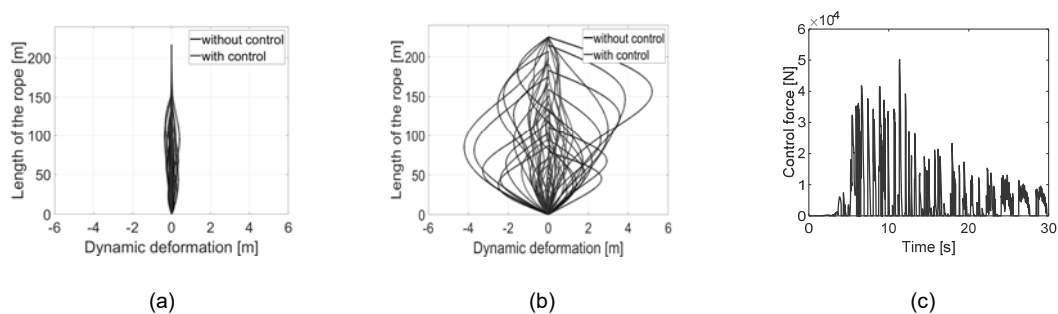 without control
with control
Length of the rope [m]
200
150
100
50
0
-6 -4 -2 0 2 4 6
Dynamic deformation [m]
(a)
without control
with control
Length of the rope [m]
200
150
100
50
0
-6 -4 -2 0 2 4 6
Dynamic deformation [m]
(b)
×10⁴
Control force [N]
6
5
4
3
2
1
0
0 10 20 30
Time [s]
(c)